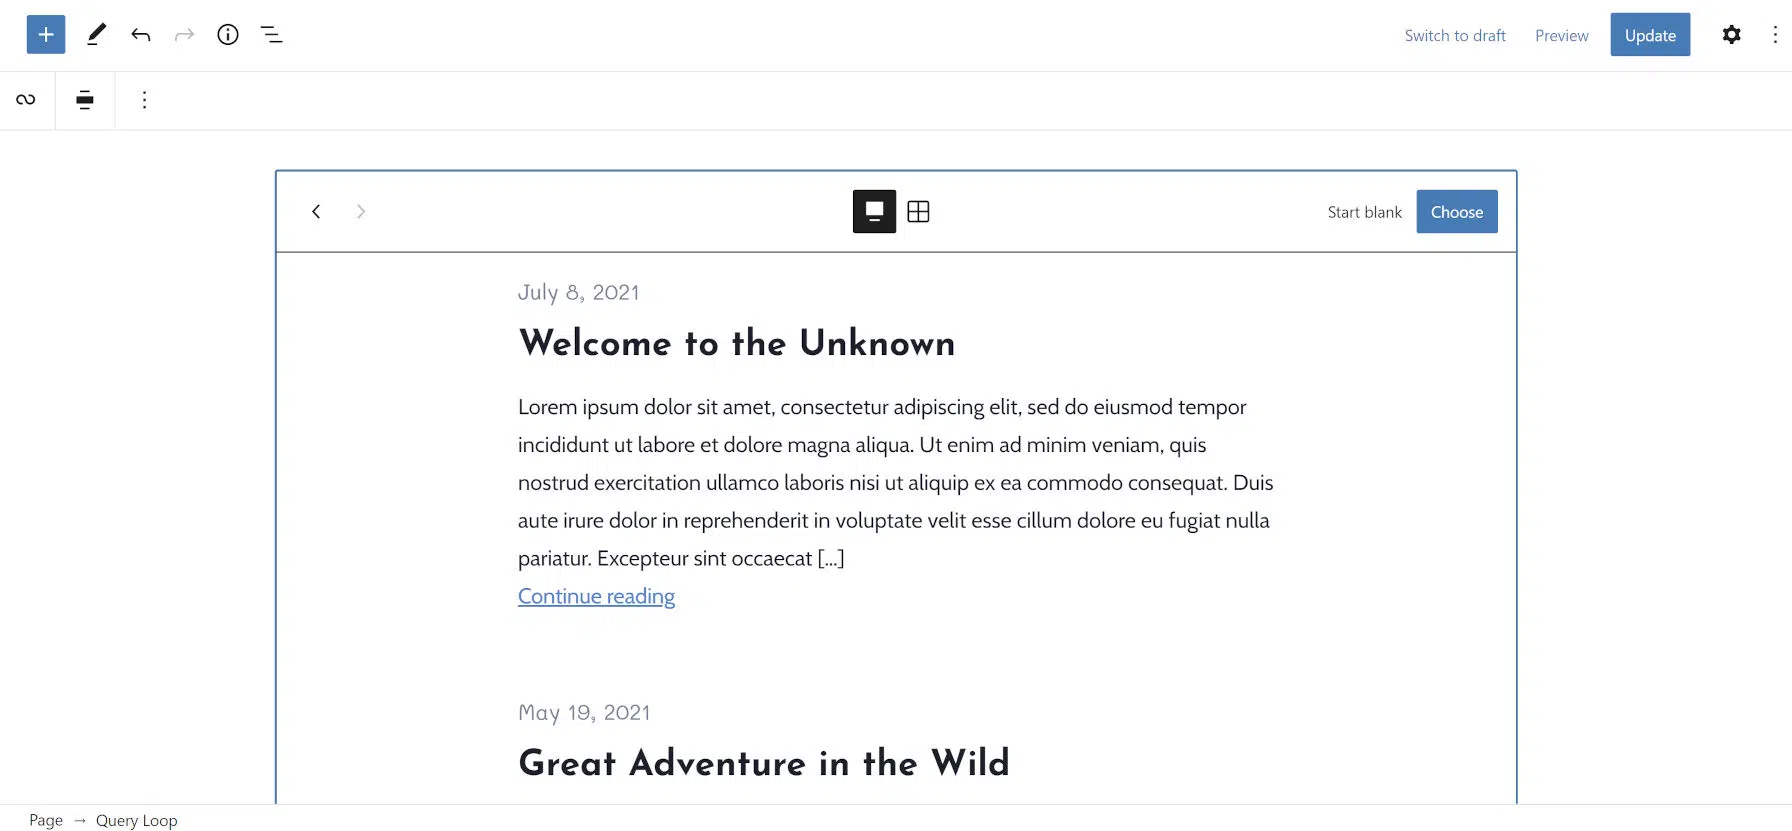 Switch to draft
Preview
Update
Start blank
Choose
July 8, 2021
Welcome to the Unknown
Lorem ipsum dolor sit amet, consectetur adipiscing elit, sed do eiusmod tempor
incididunt ut labore et dolore magna aliqua. Ut enim ad minim veniam, quis
nostrud exercitation ullamco laboris nisi ut aliquip ex ea commodo consequat. Duis
aute irure dolor in reprehenderit in voluptate velit esse cillum dolore eu fugiat nulla
pariatur. Excepteur sint occaecat [...]
Continue reading
May 19, 2021
Great Adventure in the Wild
Page → Query Loop